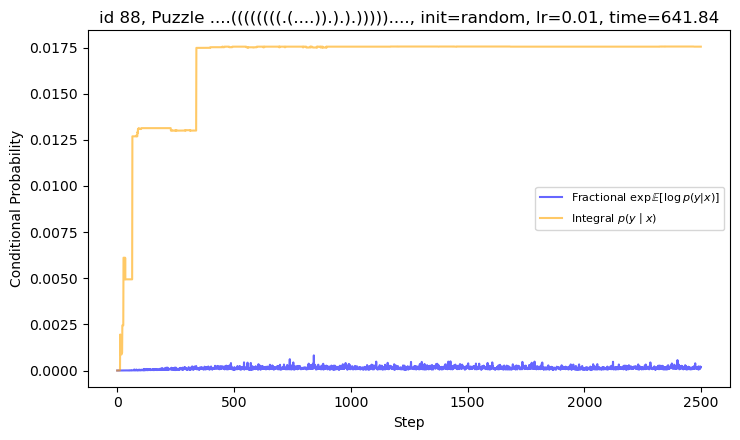 id 88, Puzzle ....((((((((.(....)).).).)))))...., init=random, lr=0.01, time=641.84
0.0175
0.0150
0.0125
0.0100
0.0075
0.0050
0.0025
0.0000
Conditional Probability
Fractional exp𝔼[log p(y|x)]
Integral p(y | x)
0
500
1000
1500
2000
2500
Step